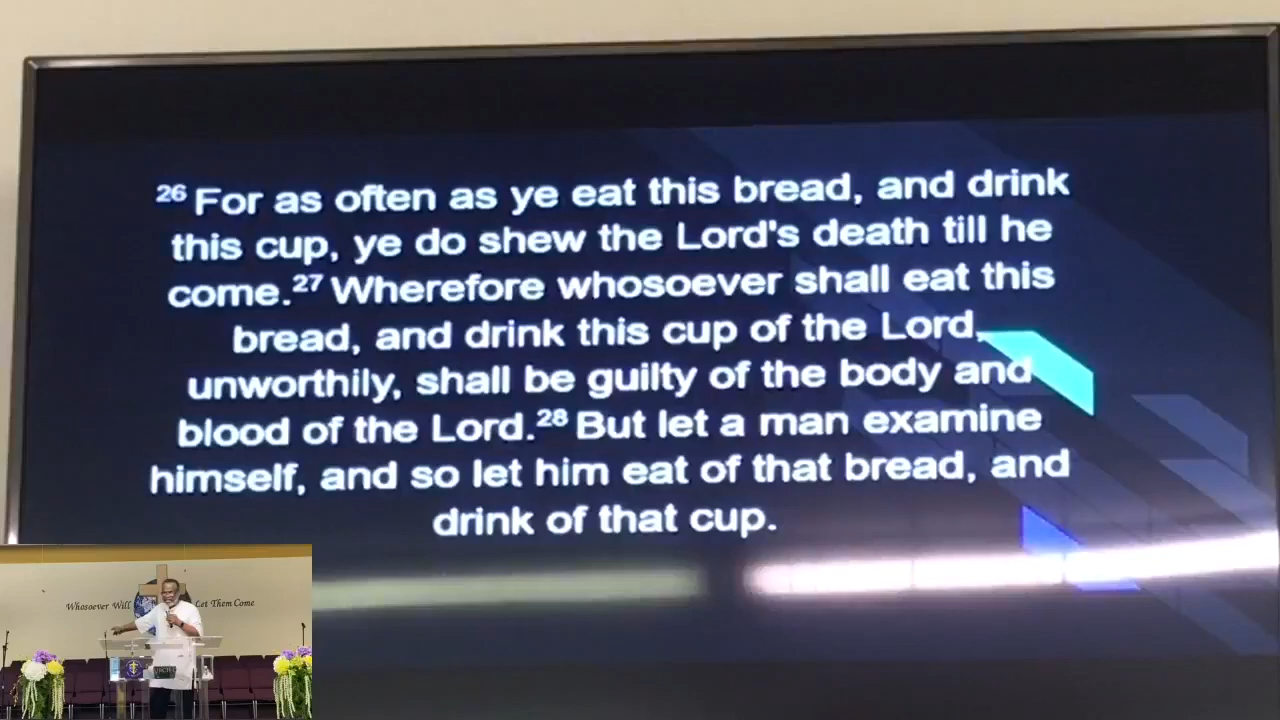 26 For as often as ye eat this bread, and drink
this cup, ye do shew the Lord's death till he
come.27 Wherefore whosoever shall eat this
bread, and drink this cup of the Lord,
unworthily, shall be guilty of the body and
blood of the Lord.28 But let a man examine
himself, and so let him eat of that bread, and
drink of that cup.
Whosoever Will Let Them Come